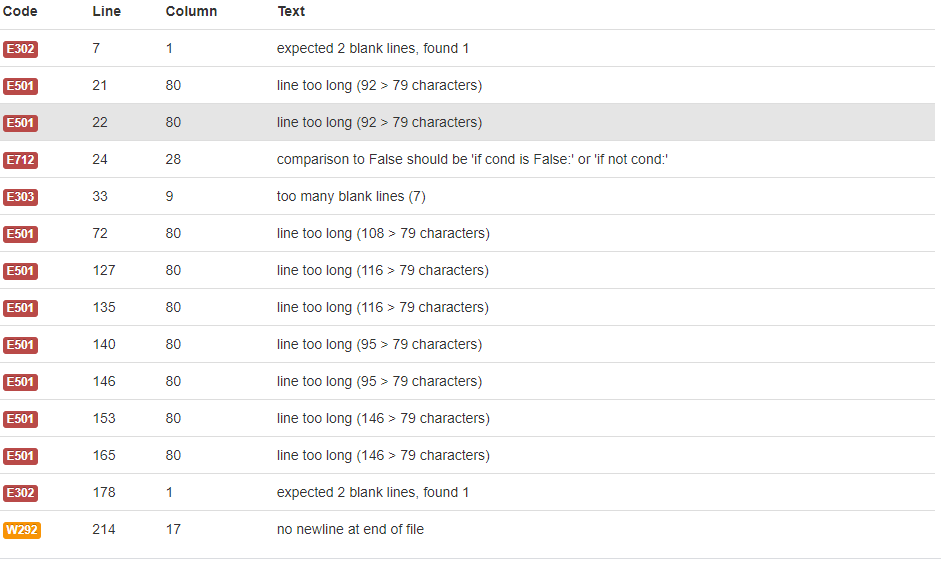 Code Line Column Text
E302 7 1 expected 2 blank lines, found 1
E501 21 80 line too long (92 > 79 characters)
E501 22 80 line too long (92 > 79 characters)
E712 24 28 comparison to False should be 'if cond is False:' or 'if not cond:'
E303 33 9 too many blank lines (7)
E501 72 80 line too long (108 > 79 characters)
E501 127 80 line too long (116 > 79 characters)
E501 135 80 line too long (116 > 79 characters)
E501 140 80 line too long (95 > 79 characters)
E501 146 80 line too long (95 > 79 characters)
E501 153 80 line too long (146 > 79 characters)
E501 165 80 line too long (146 > 79 characters)
E302 178 1 expected 2 blank lines, found 1
W292 214 17 no newline at end of file